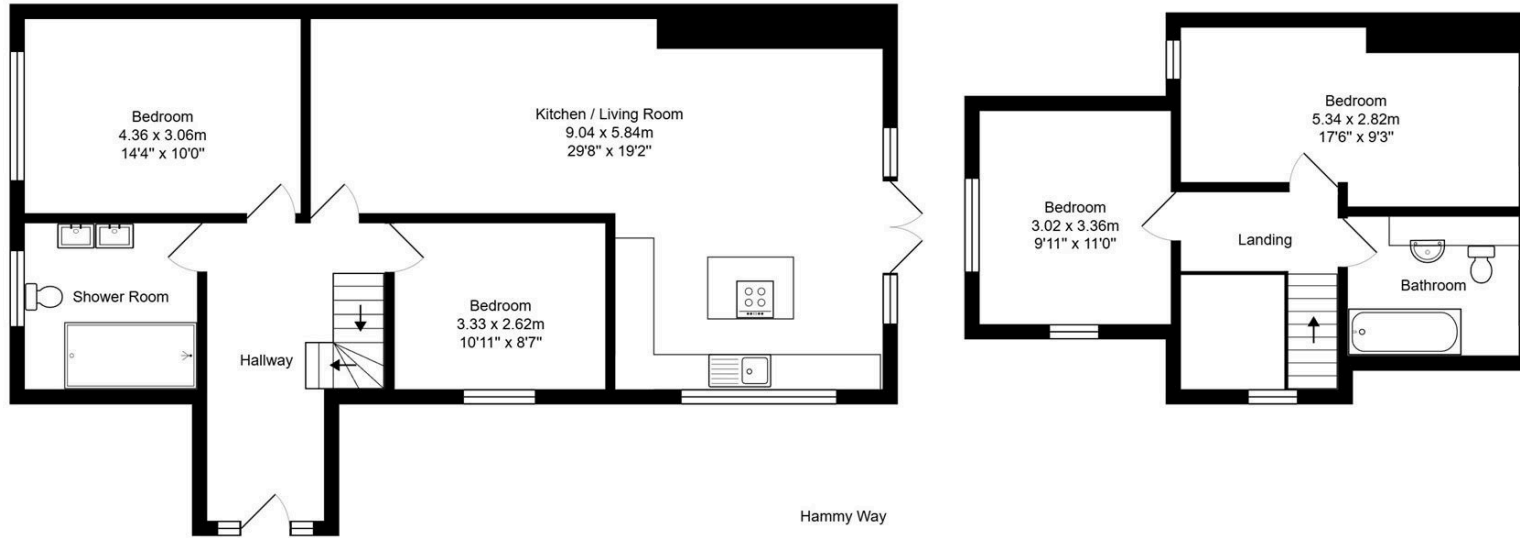 Bedroom
4.36 x 3.06m
14'4" x 10'0"
Kitchen / Living Room
9.04 x 5.84m
29'8" x 19'2"
Shower Room
Hallway
Bedroom
3.33 x 2.62m
10'11" x 8'7"
Bedroom
5.34 x 2.82m
17'6" x 9'3"
Bedroom
3.02 x 3.36m
9'11" x 11'0"
Landing
Bathroom
Hammy Way